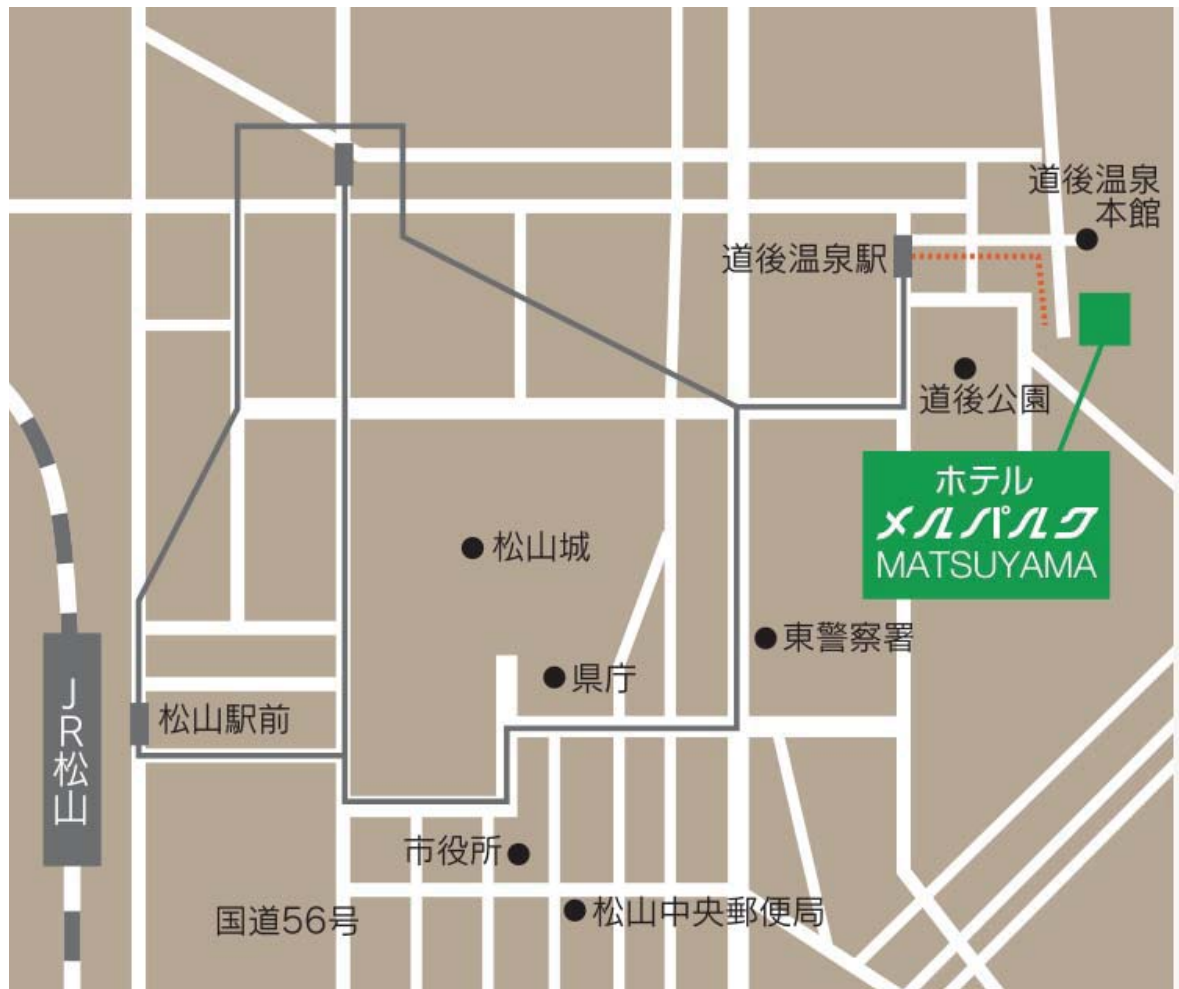 道後温泉
本館
道後温泉駅
道後公園
ホテル
メルパルク
MATSUYAMA
松山城
東警察署
県庁
JR松山
松山駅前
市役所
松山中央郵便局
国道56号